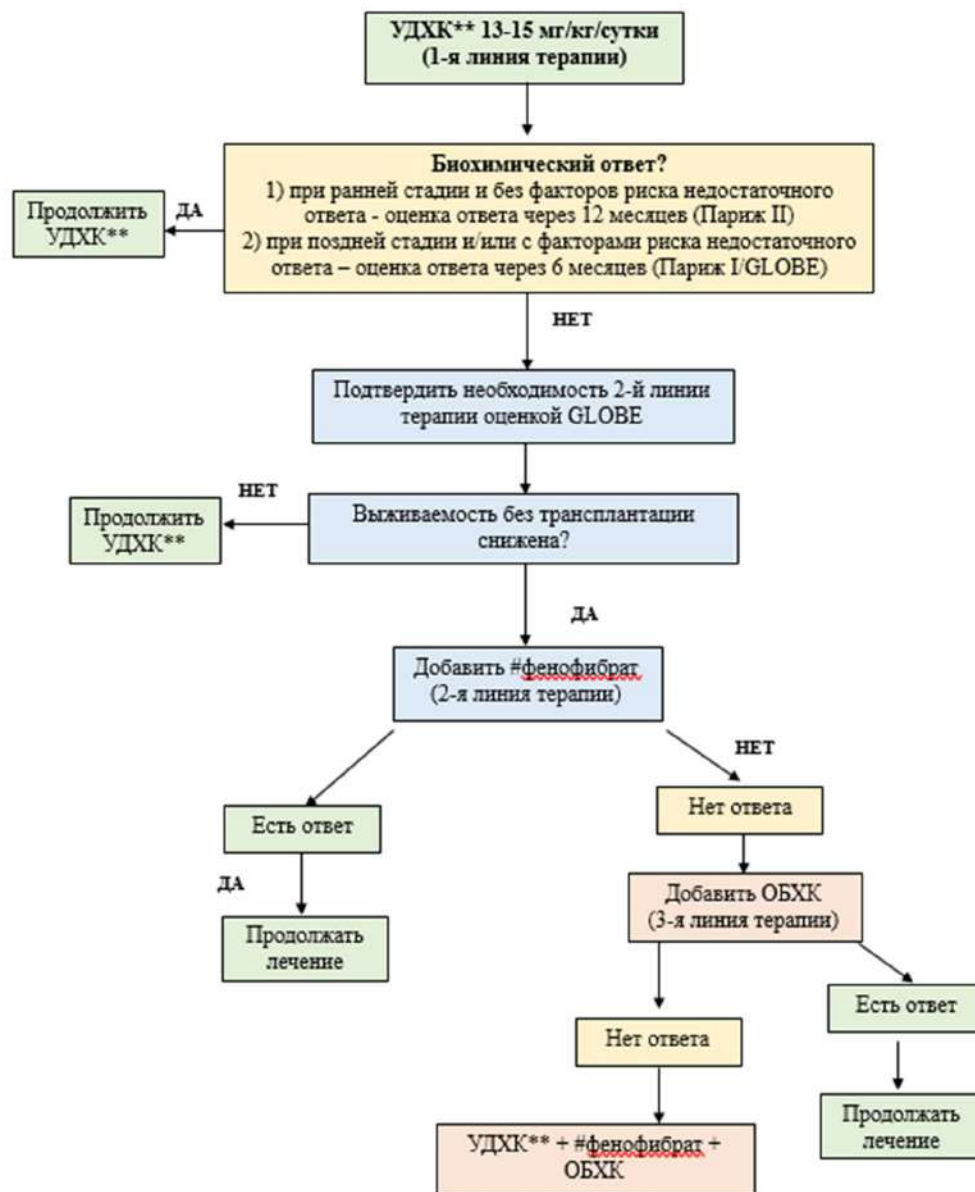 УДХК** 13-15 мг/кг/сутки
(1-я линия терапии)
Биохимический ответ?
1) при ранней стадии и без факторов риска недостаточного
ответа - оценка ответа через 12 месяцев (Париж II)
2) при поздней стадии и/или с факторами риска недостаточного
ответа – оценка ответа через 6 месяцев (Париж I/GLOBE)
ДА
Продолжить
УДХК**
НЕТ
Подтвердить необходимость 2-й линии
терапии оценкой GLOBE
Выживаемость без трансплантации
снижена?
НЕТ
Продолжить
УДХК**
ДА
Добавить #фенофибрат
(2-я линия терапии)
НЕТ
Есть ответ
Нет ответа
ДА
Продолжать
лечение
Добавить ОБХК
(3-я линия терапии)
Нет ответа
Есть ответ
УДХК** + #фенофибрат +
ОБХК
Продолжать
лечение